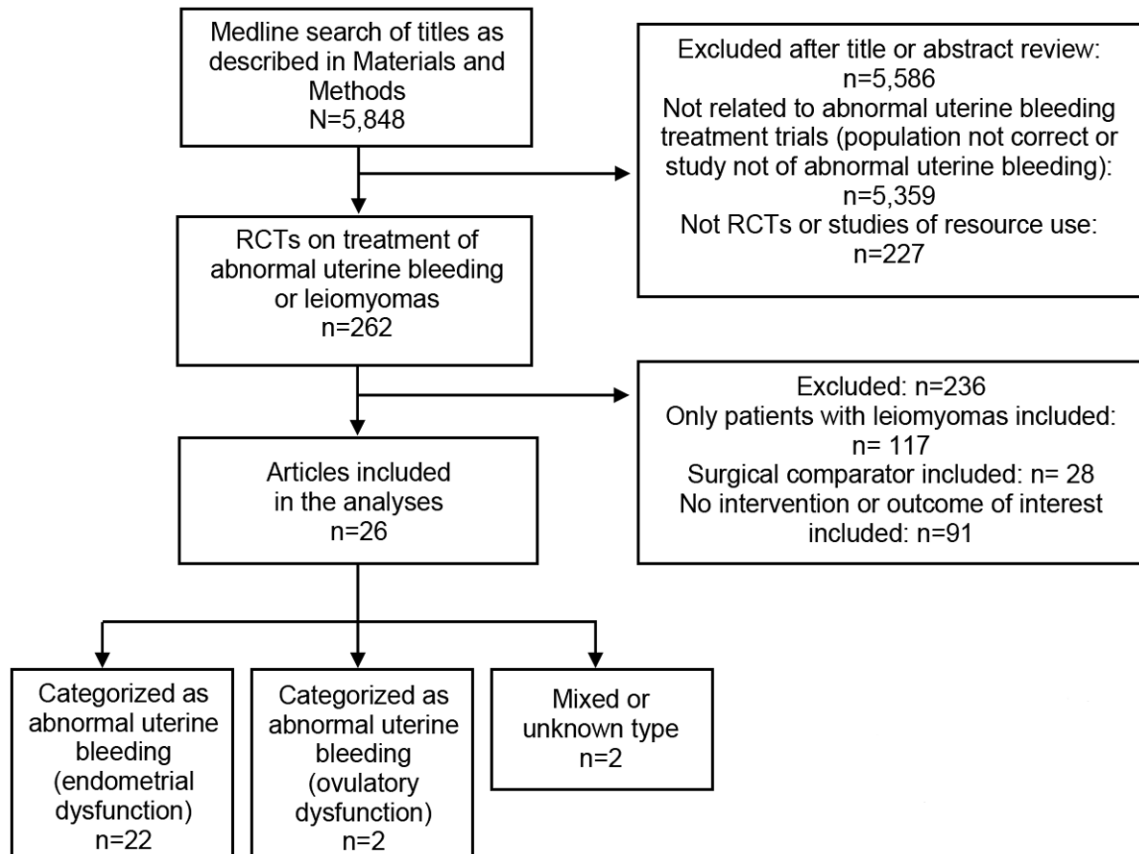 Medline search of titles as
described in Materials and
Methods
N=5,848
Excluded after title or abstract review:
n=5,586
Not related to abnormal uterine bleeding
treatment trials (population not correct or
study not of abnormal uterine bleeding):
n=5,359
Not RCTs or studies of resource use:
n=227
RCTs on treatment of
abnormal uterine bleeding
or leiomyomas
n=262
Excluded: n=236
Only patients with leiomyomas included:
n= 117
Surgical comparator included: n= 28
No intervention or outcome of interest
included: n=91
Articles included
in the analyses
n=26
Categorized as
abnormal uterine
bleeding
(endometrial
dysfunction)
n=22
Categorized as
abnormal uterine
bleeding
(ovulatory
dysfunction)
n=2
Mixed or
unknown type
n=2